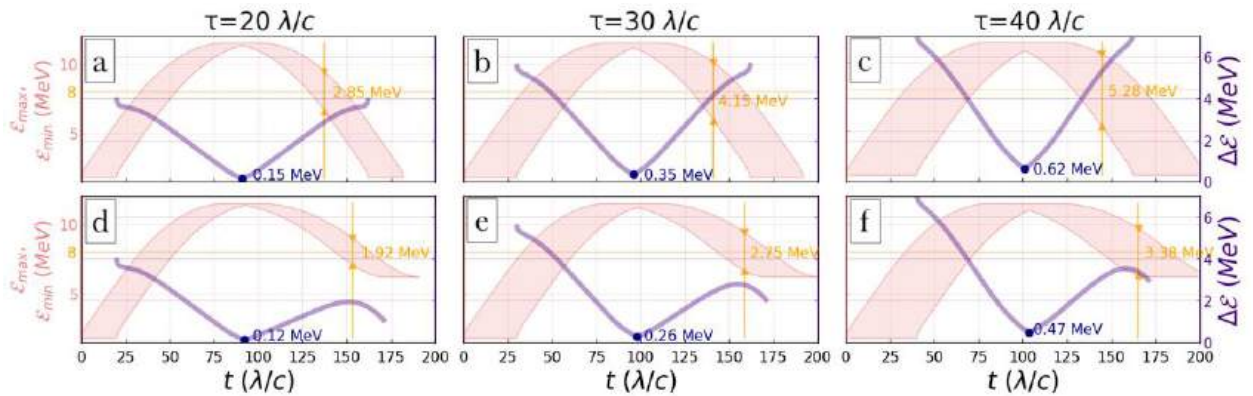 τ=20 λ/c τ=30 λ/c τ=40 λ/c
a b c
10 8 5
ℰmax, ℰmin (MeV)
2.85 MeV 4.15 MeV 5.28 MeV
0.15 MeV 0.35 MeV 0.62 MeV
6 4 2 0
Δℰ (MeV)
d e f
10 8 5
ℰmax, ℰmin (MeV)
1.92 MeV 2.75 MeV 3.38 MeV
0.12 MeV 0.26 MeV 0.47 MeV
6 4 2 0
Δℰ (MeV)
0 25 50 75 100 125 150 175 200 0 25 50 75 100 125 150 175 200 0 25 50 75 100 125 150 175 200
t (λ/c) t (λ/c) t (λ/c)